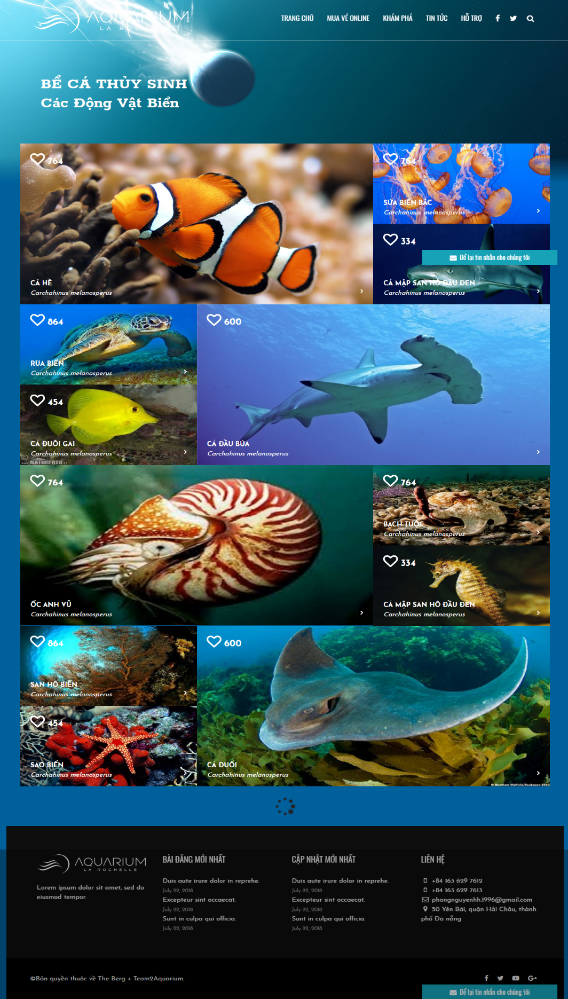 AQUARIUM
LA ROCHELLE
TRANG CHỦ
MUA VÉ ONLINE
KHÁM PHÁ
TIN TỨC
HỖ TRỢ
BỂ CÁ THỦY SINH
Các Động Vật Biển
764
CÁ HỀ
Carchahinus melanosperus
764
SỨA BIỂN BẮC
Carchahinus melanosperus
334
Để lại tin nhắn cho chúng tôi
CÁ MẬP SAN HÔ ĐẦU ĐEN
Carchahinus melanosperus
864
RÙA BIỂN
Carchahinus melanosperus
454
CÁ ĐUÔI GAI
Carchahinus melanosperus
NATURFOTO
600
CÁ ĐẦU BÚA
Carchahinus melanosperus
764
ỐC ANH VŨ
Carchahinus melanosperus
764
BẠCH TUỘC
Carchahinus melanosperus
334
CÁ MẬP SAN HÔ ĐẦU ĐEN
Carchahinus melanosperus
864
SAN HÔ BIỂN
Carchahinus melanosperus
454
SAO BIỂN
Carchahinus melanosperus
600
CÁ ĐUỐI
Carchahinus melanosperus
AQUARIUM
LA ROCHELLE
Lorem ipsum dolor sit amet, sed do
eiusmod tempor.
BÀI ĐĂNG MỚI NHẤT
Duis aute irure dolor in reprehe.
July 22, 2018
Excepteur sint occaecat.
July 22, 2018
Sunt in culpa qui officia.
July 22, 2018
CẬP NHẬT MỚI NHẤT
Duis aute irure dolor in reprehe.
July 22, 2018
Excepteur sint occaecat.
July 22, 2018
Sunt in culpa qui officia.
July 22, 2018
LIÊN HỆ
+84 163 629 7612
+84 163 629 7613
phongnguyenhh.1996@gmail.com
50 Yên Bái, quận Hải Châu, thành
phố Đà nẵng
©Bản quyền thuộc về The Berg + Team2Aquarium.
Để lại tin nhắn cho chúng tôi